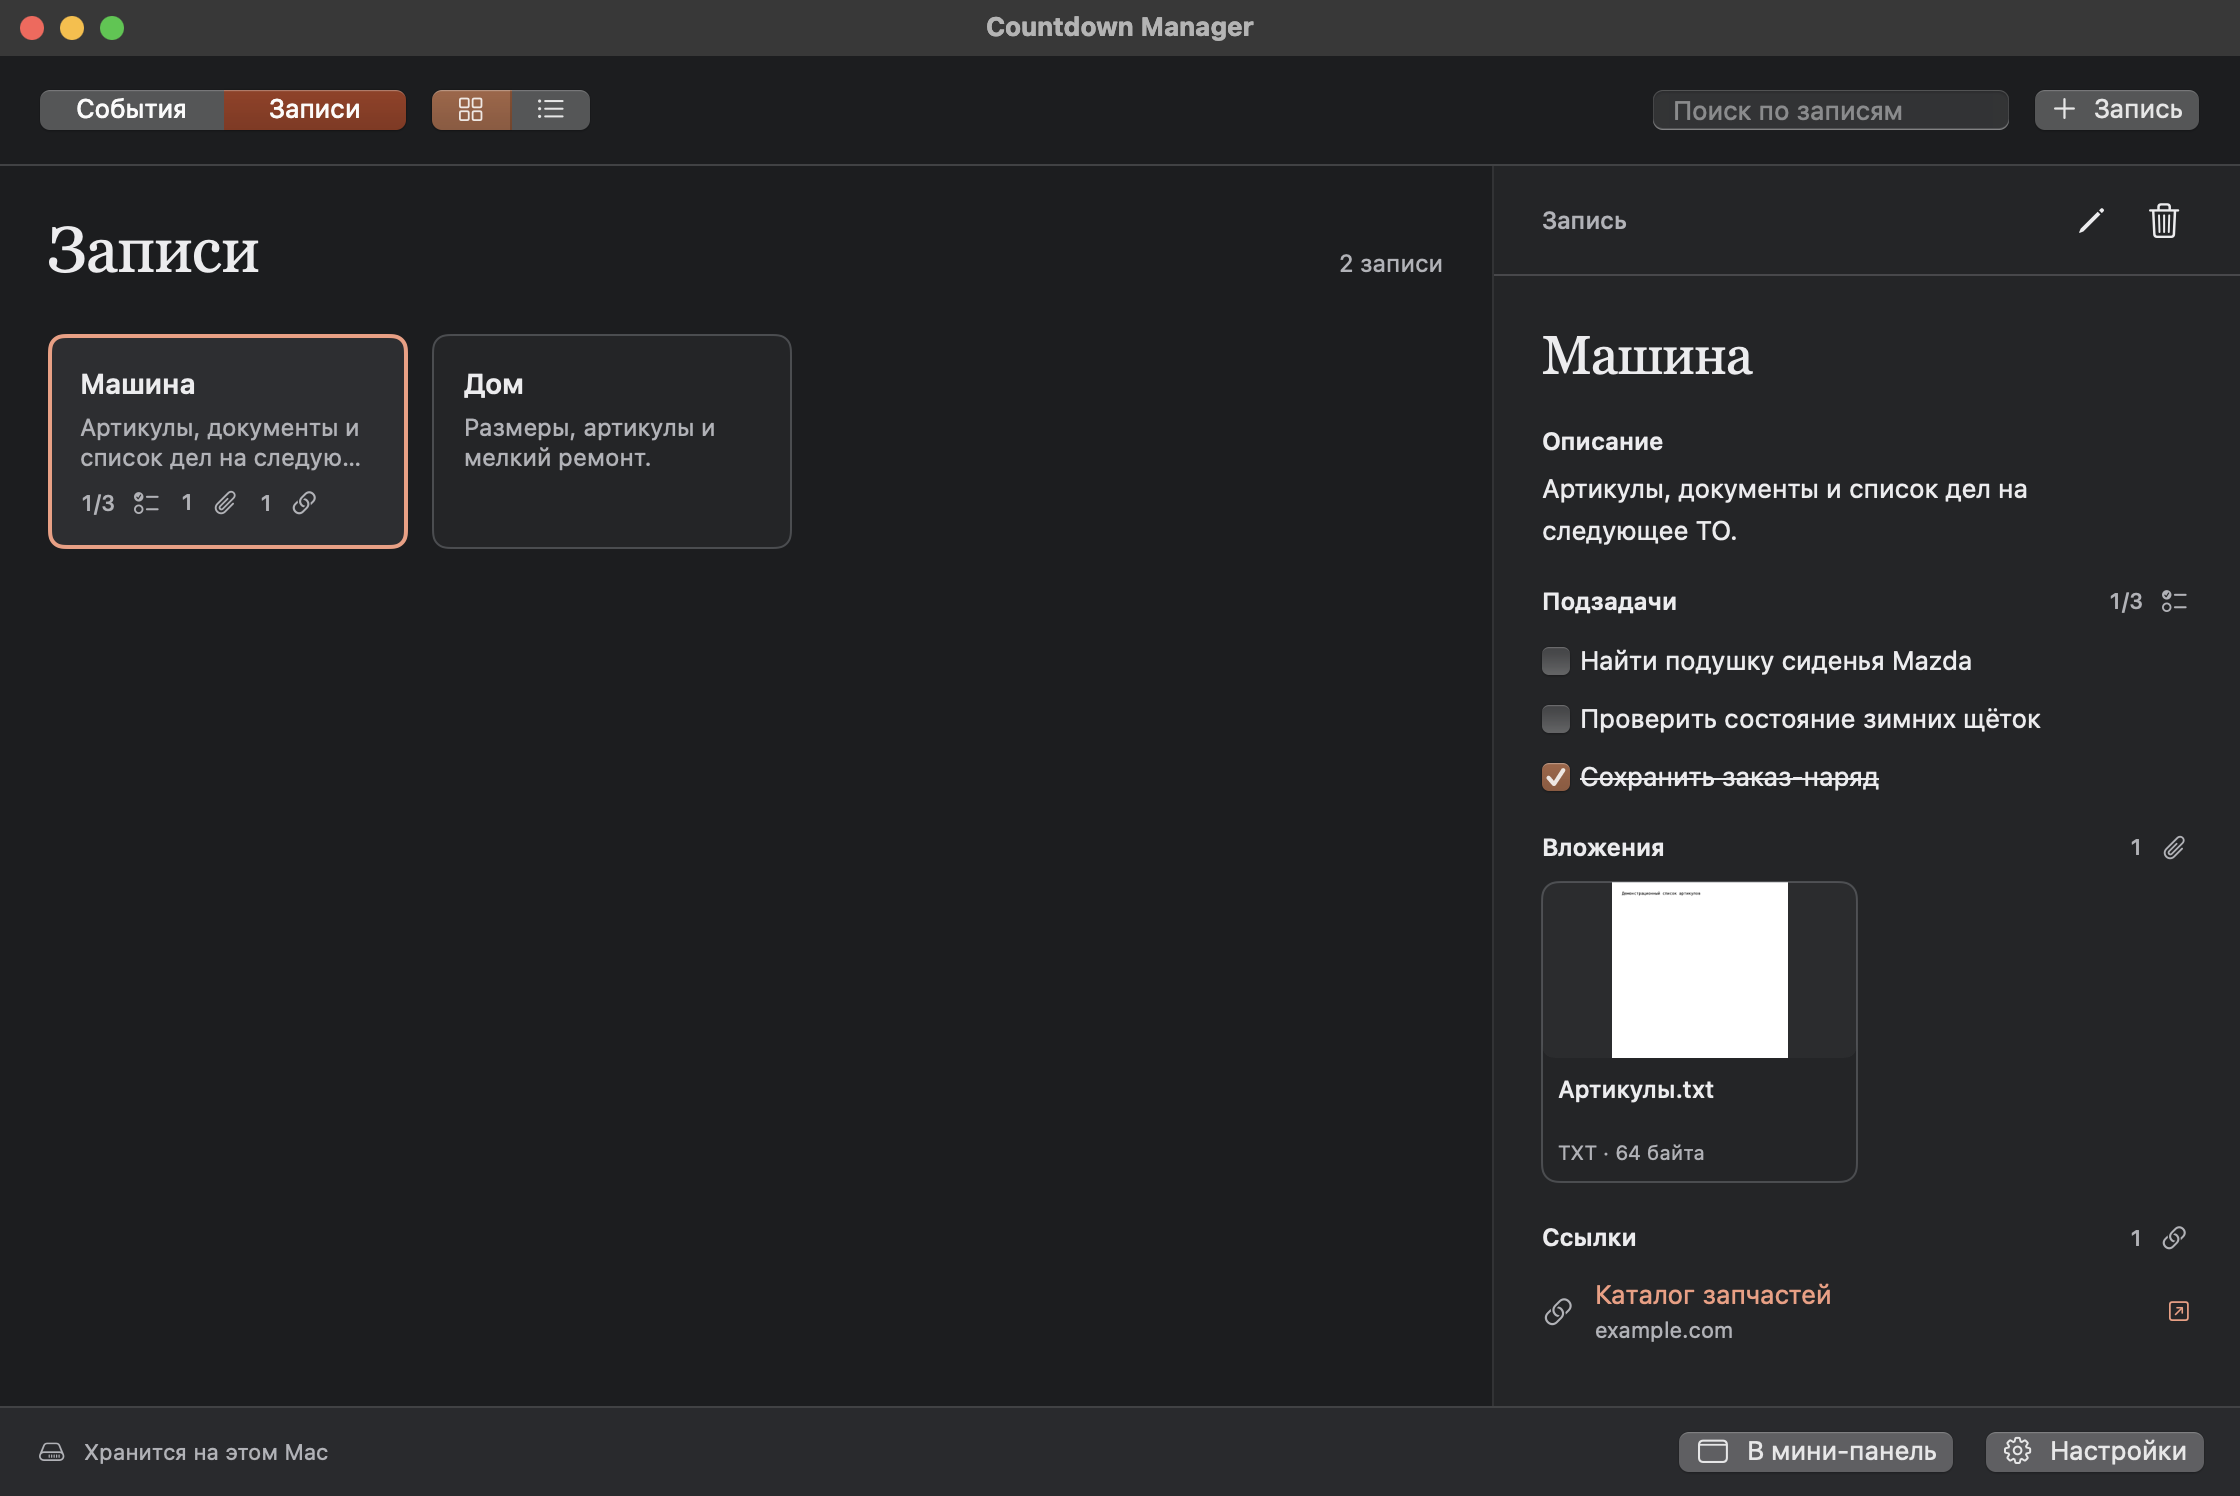 Countdown Manager
События
Записи
Поиск по записям
Запись
Записи
2 записи
Машина
Артикулы, документы и
список дел на следую...
1/3 1 1
Дом
Размеры, артикулы и
мелкий ремонт.
Запись
Машина
Описание
Артикулы, документы и список дел на
следующее ТО.
Подзадачи
1/3
Найти подушку сиденья Mazda
Проверить состояние зимних щёток
Сохранить заказ-наряд
Вложения
1
Демонстрационный список артикулов
Артикулы.txt
TXT · 64 байта
Ссылки
1
Каталог запчастей
example.com
Хранится на этом Mac
В мини-панель
Настройки